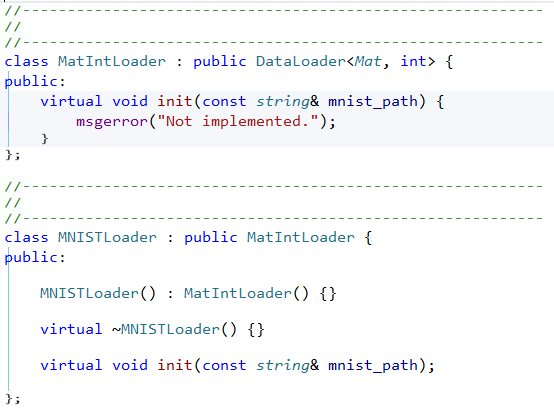 //----------------------------------------------------------
//
//----------------------------------------------------------
class MatIntLoader : public DataLoader<Mat, int> {
public:
    virtual void init(const string& mnist_path) {
        msgerror("Not implemented.");
    }
};

//----------------------------------------------------------
//
//----------------------------------------------------------
class MNISTLoader : public MatIntLoader {
public:

    MNISTLoader() : MatIntLoader() {}

    virtual ~MNISTLoader() {}

    virtual void init(const string& mnist_path);

};